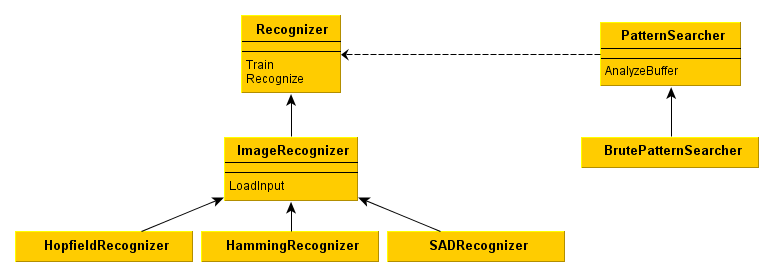 Recognizer
Train
Recognize
PatternSearcher
AnalyzeBuffer
ImageRecognizer
LoadInput
BrutePatternSearcher
HopfieldRecognizer
HammingRecognizer
SADRecognizer